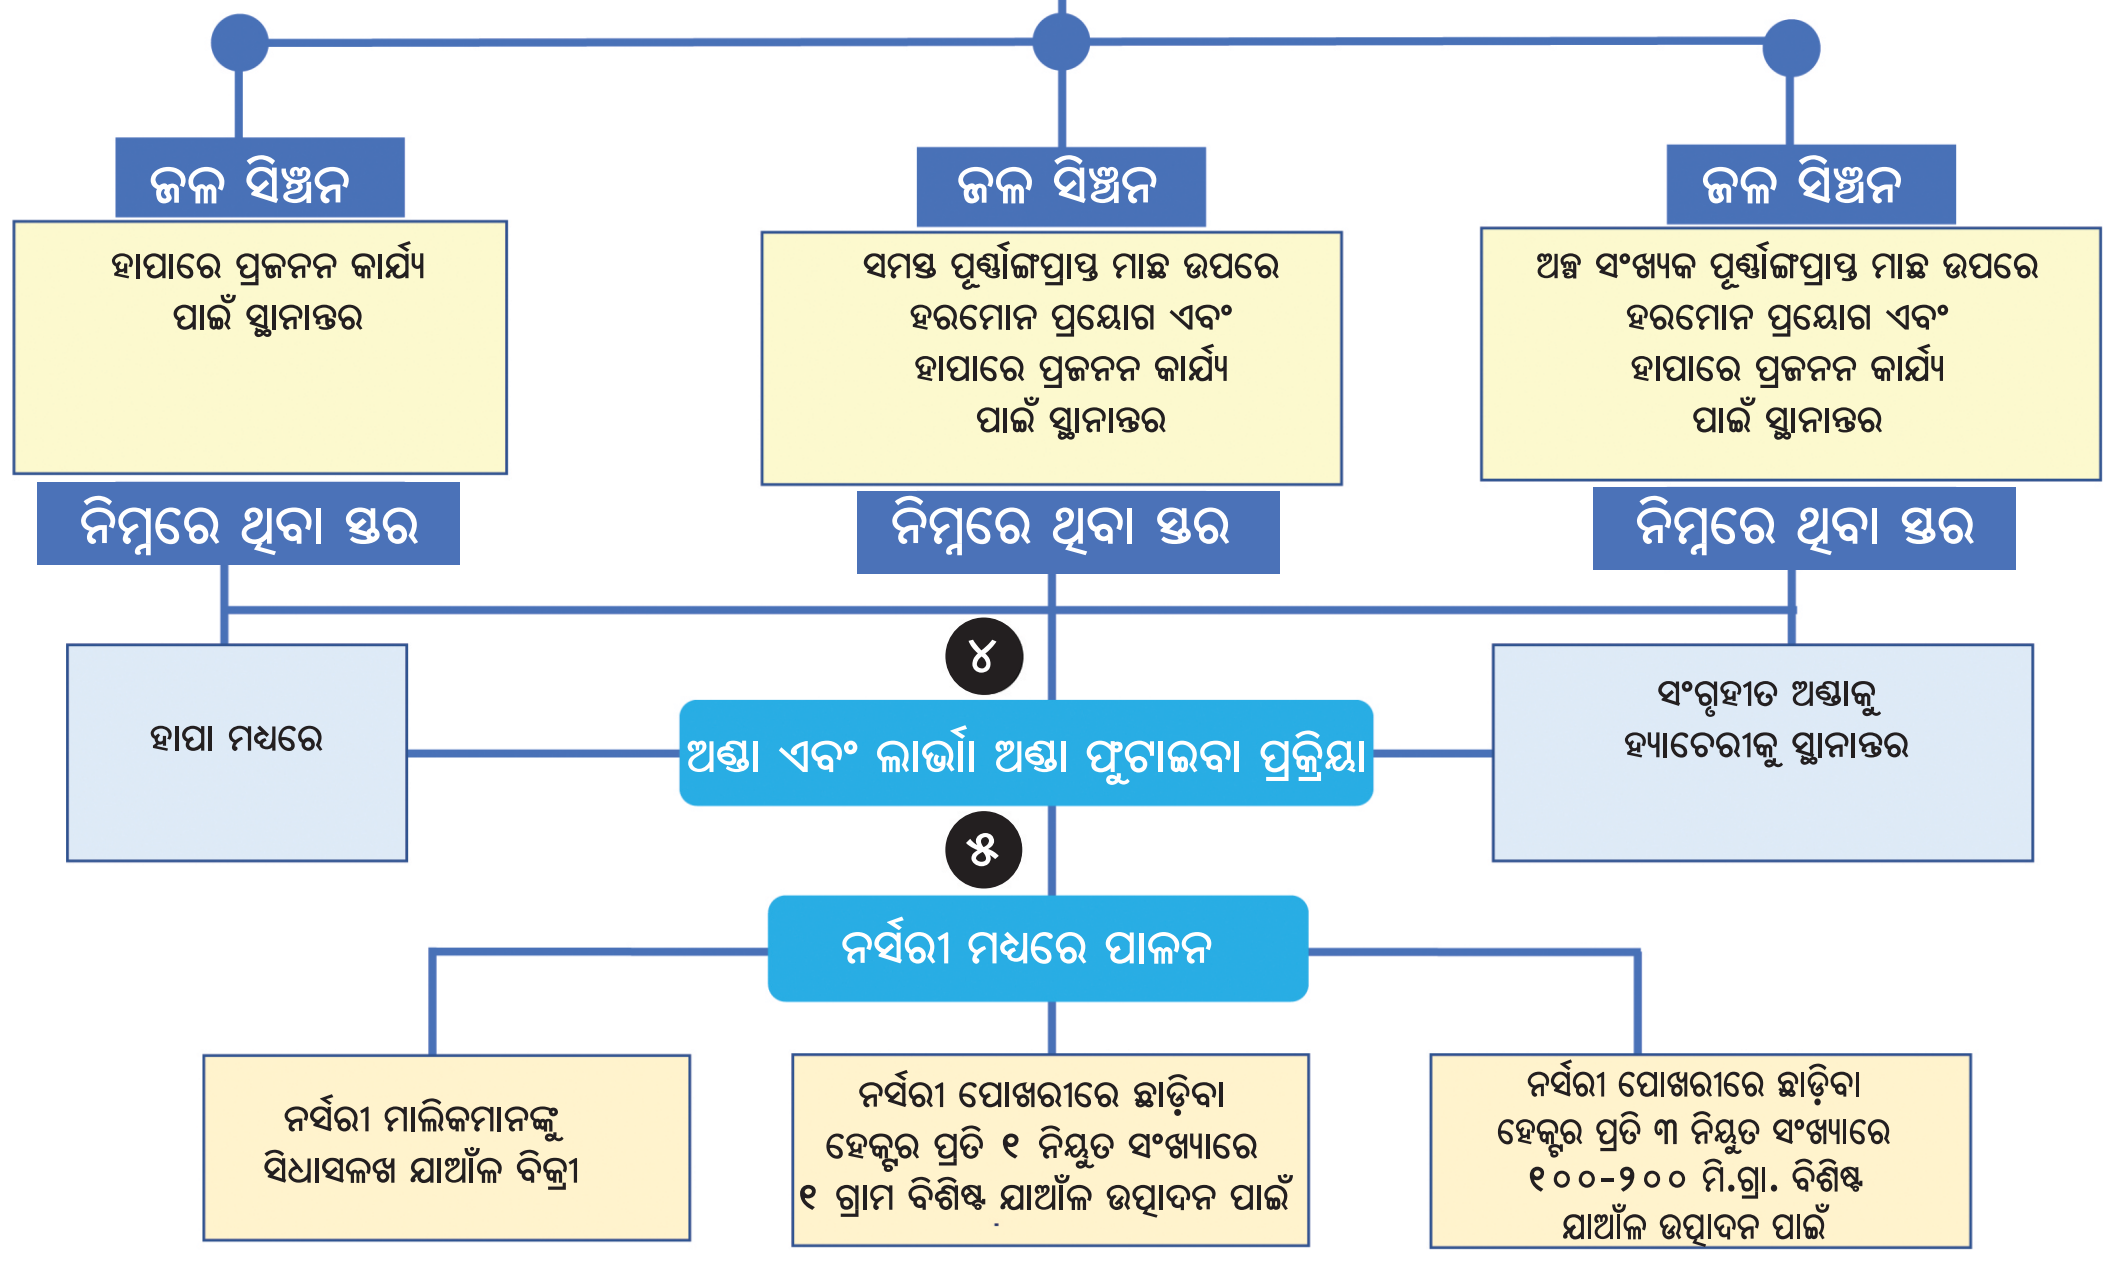 ଜଳ ସିଞ୍ଚନ
ହାପାରେ ପ୍ରଜନନ କାର୍ଯ୍ୟ
ପାଇଁ ସ୍ଥାନାନ୍ତର
ଜଳ ସିଞ୍ଚନ
ସମସ୍ତ ପୂର୍ଣ୍ଣାଙ୍ଗପ୍ରାପ୍ତ ମାଛ ଉପରେ
ହରମୋନ ପ୍ରୟୋଗ ଏବଂ
ହାପାରେ ପ୍ରଜନନ କାର୍ଯ୍ୟ
ପାଇଁ ସ୍ଥାନାନ୍ତର
ଜଳ ସିଞ୍ଚନ
ଅଳ୍ପ ସଂଖ୍ୟକ ପୂର୍ଣ୍ଣାଙ୍ଗପ୍ରାପ୍ତ ମାଛ ଉପରେ
ହରମୋନ ପ୍ରୟୋଗ ଏବଂ
ହାପାରେ ପ୍ରଜନନ କାର୍ଯ୍ୟ
ପାଇଁ ସ୍ଥାନାନ୍ତର
ନିମ୍ନରେ ଥିବା ସ୍ତର
ନିମ୍ନରେ ଥିବା ସ୍ତର
ନିମ୍ନରେ ଥିବା ସ୍ତର
୪
ହାପା ମଧ୍ୟରେ
ଅଣ୍ଡା ଏବଂ ଲାର୍ଭାା ଅଣ୍ଡା ଫୁଟାଇବା ପ୍ରକ୍ରିୟା
ସଂଗୃହୀତ ଅଣ୍ଡାକୁ
ହ୍ୟାଚେରୀକୁ ସ୍ଥାନାନ୍ତର
୫
ନର୍ସରୀ ମଧ୍ୟରେ ପାଳନ
ନର୍ସରୀ ମାଲିକମାନଙ୍କୁ
ସିଧାସଳଖ ଯାଆଁଳ ବିକ୍ରୀ
ନର୍ସରୀ ପୋଖରୀରେ ଛାଡ଼ିବା
ହେକ୍ଟର ପ୍ରତି ୧ ନିୟୁତ ସଂଖ୍ୟାରେ
୧ ଗ୍ରାମ ବିଶିଷ୍ଟ ଯାଆଁଳ ଉତ୍ପାଦନ ପାଇଁ
ନର୍ସରୀ ପୋଖରୀରେ ଛାଡ଼ିବା
ହେକ୍ଟର ପ୍ରତି ୩ ନିୟୁତ ସଂଖ୍ୟାରେ
୧୦୦-୨୦୦ ମି.ଗ୍ରା. ବିଶିଷ୍ଟ
ଯାଆଁଳ ଉତ୍ପାଦନ ପାଇଁ